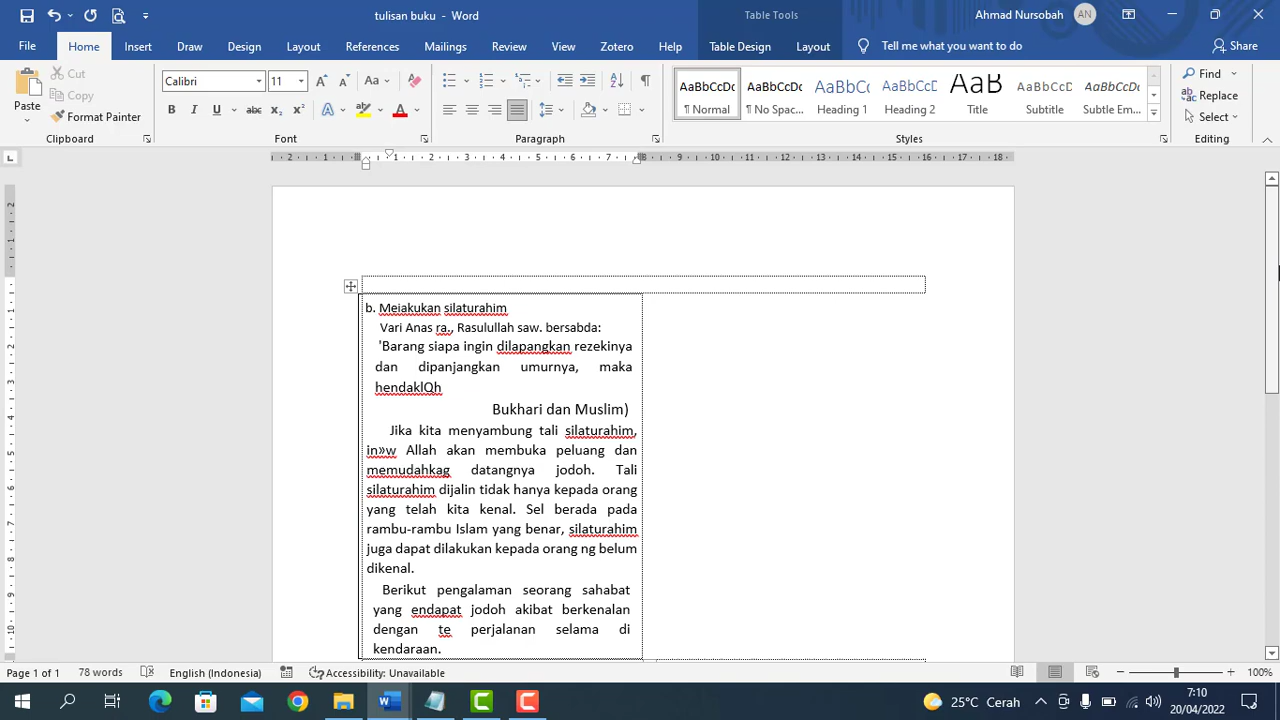 tulisan buku - Word
Table Tools
Ahmad Nursobah
AN
File
Home
Insert
Draw
Design
Layout
References
Mailings
Review
View
Zotero
Help
Table Design
Layout
Tell me what you want to do
Share
Paste
Cut
Copy
Format Painter
Clipboard
Calibri
11
Font
Paragraph
AaBbCcDc
¶ Normal
AaBbCcDc
¶ No Spac...
AaBbCc
Heading 1
AaBbCcD
Heading 2
AaB
Title
AaBbCcD
Subtitle
AaBbCcDt
Subtle Em...
Styles
Find
Replace
Select
Editing
b. Meiakukan silaturahim
Vari Anas ra., Rasulullah saw. bersabda:
'Barang siapa ingin dilapangkan rezekinya
dan dipanjangkan umurnya, maka
hendaklQh
Bukhari dan Muslim)
Jika kita menyambung tali silaturahim,
in»w Allah akan membuka peluang dan
memudahkag datangnya jodoh. Tali
silaturahim dijalin tidak hanya kepada orang
yang telah kita kenal. Sel berada pada
rambu-rambu Islam yang benar, silaturahim
juga dapat dilakukan kepada orang ng belum
dikenal.
Berikut pengalaman seorang sahabat
yang endapat jodoh akibat berkenalan
dengan te perjalanan selama di
kendaraan.
Page 1 of 1
78 words
English (Indonesia)
Accessibility: Unavailable
100%
25°C Cerah
7:10
20/04/2022